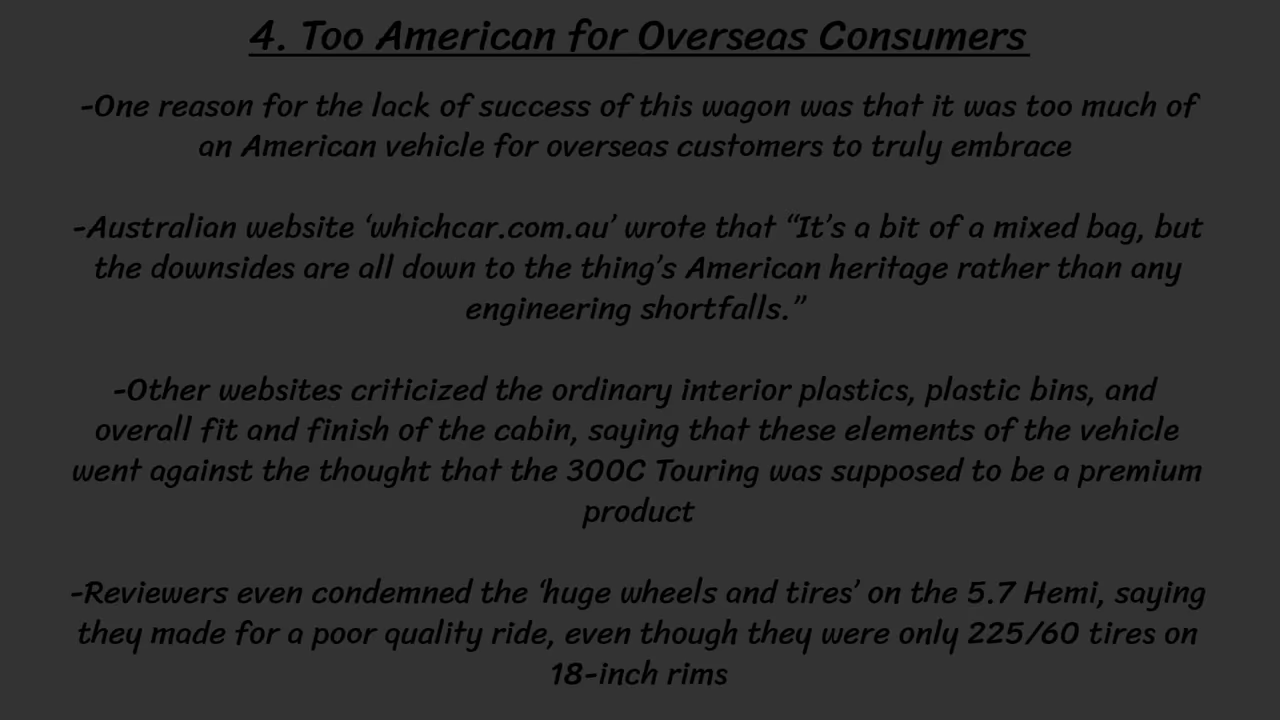 4. Too American for Overseas Consumers
-One reason for the lack of success of this wagon was that it was too much of
an American vehicle for overseas customers to truly embrace
-Australian website ‘whichcar.com.au’ wrote that “It’s a bit of a mixed bag, but
the downsides are all down to the thing’s American heritage rather than any
engineering shortfalls.”
-Other websites criticized the ordinary interior plastics, plastic bins, and
overall fit and finish of the cabin, saying that these elements of the vehicle
went against the thought that the 300C Touring was supposed to be a premium
product
-Reviewers even condemned the ‘huge wheels and tires’ on the 5.7 Hemi, saying
they made for a poor quality ride, even though they were only 225/60 tires on
18-inch rims